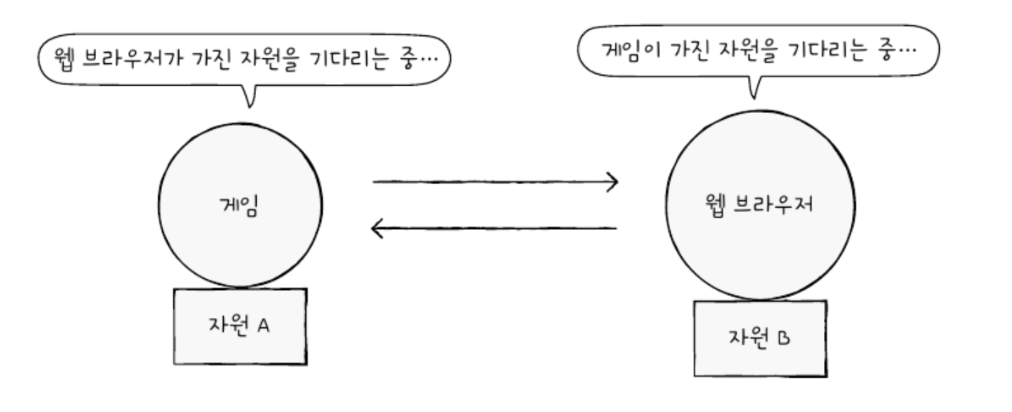 웹 브라우저가 가진 자원을 기다리는 중…
게임이 가진 자원을 기다리는 중…
게임
웹 브라우저
자원 A
자원 B